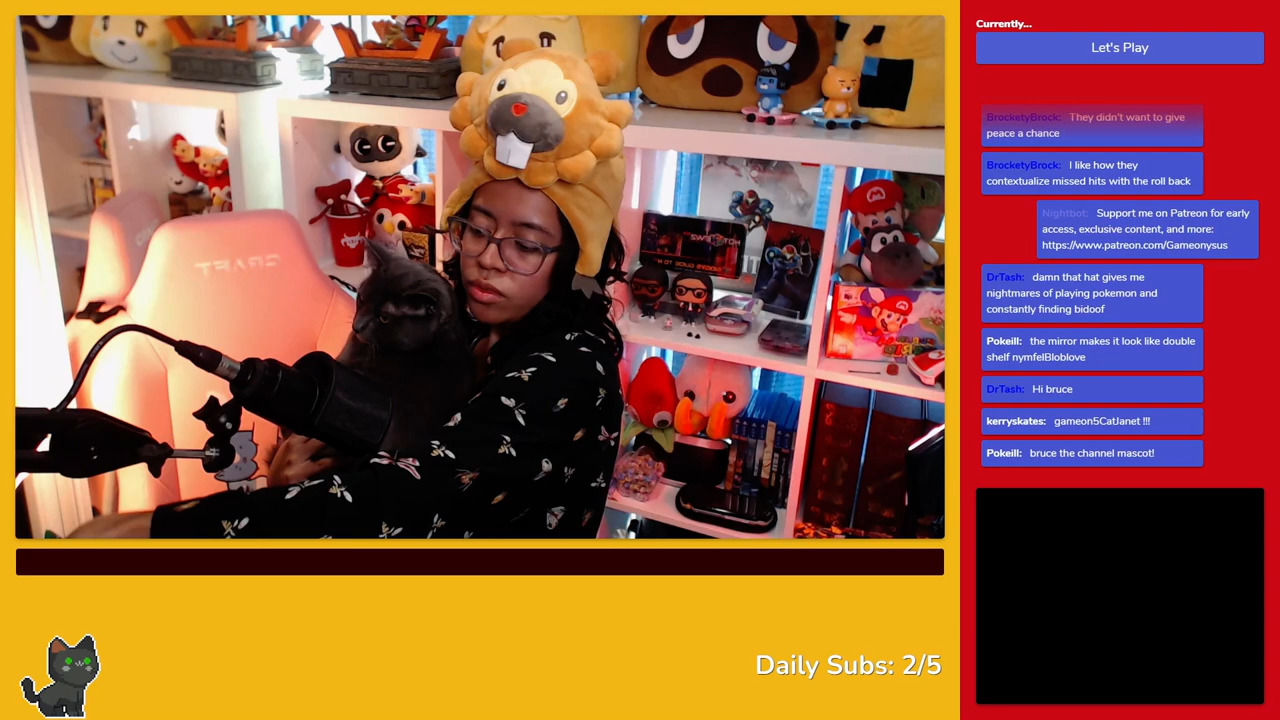 Currently...
Let's Play
BrocketyBrock: They didn't want to give
peace a chance
BrocketyBrock: I like how they
contextualize missed hits with the roll back
Nightbot: Support me on Patreon for early
access, exclusive content, and more:
https://www.patreon.com/Gameonysus
DrTash: damn that hat gives me
nightmares of playing pokemon and
constantly finding bidoof
Pokeill: the mirror makes it look like double
shelf nymfelBloblove
DrTash: Hi bruce
kerryskates: gameon5CatJanet !!!
Pokeill: bruce the channel mascot!
Daily Subs: 2/5